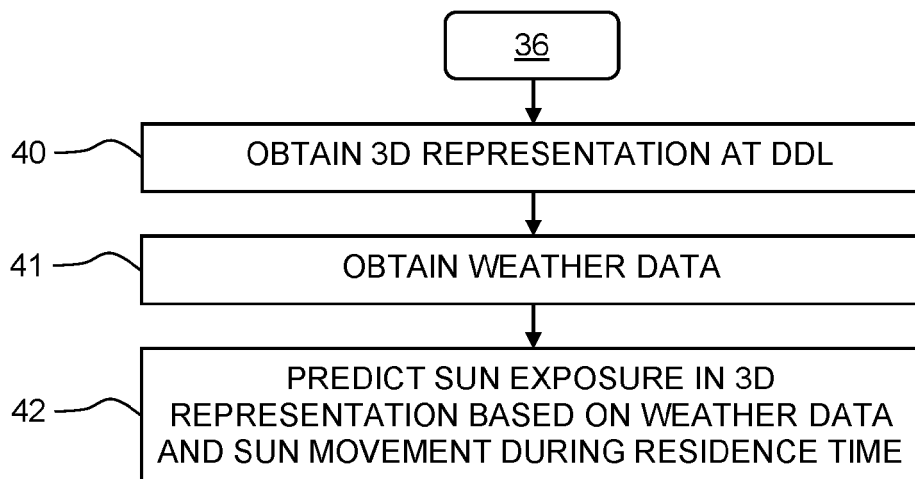 36
40
OBTAIN 3D REPRESENTATION AT DDL
41
OBTAIN WEATHER DATA
42
PREDICT SUN EXPOSURE IN 3D
REPRESENTATION BASED ON WEATHER DATA
AND SUN MOVEMENT DURING RESIDENCE TIME